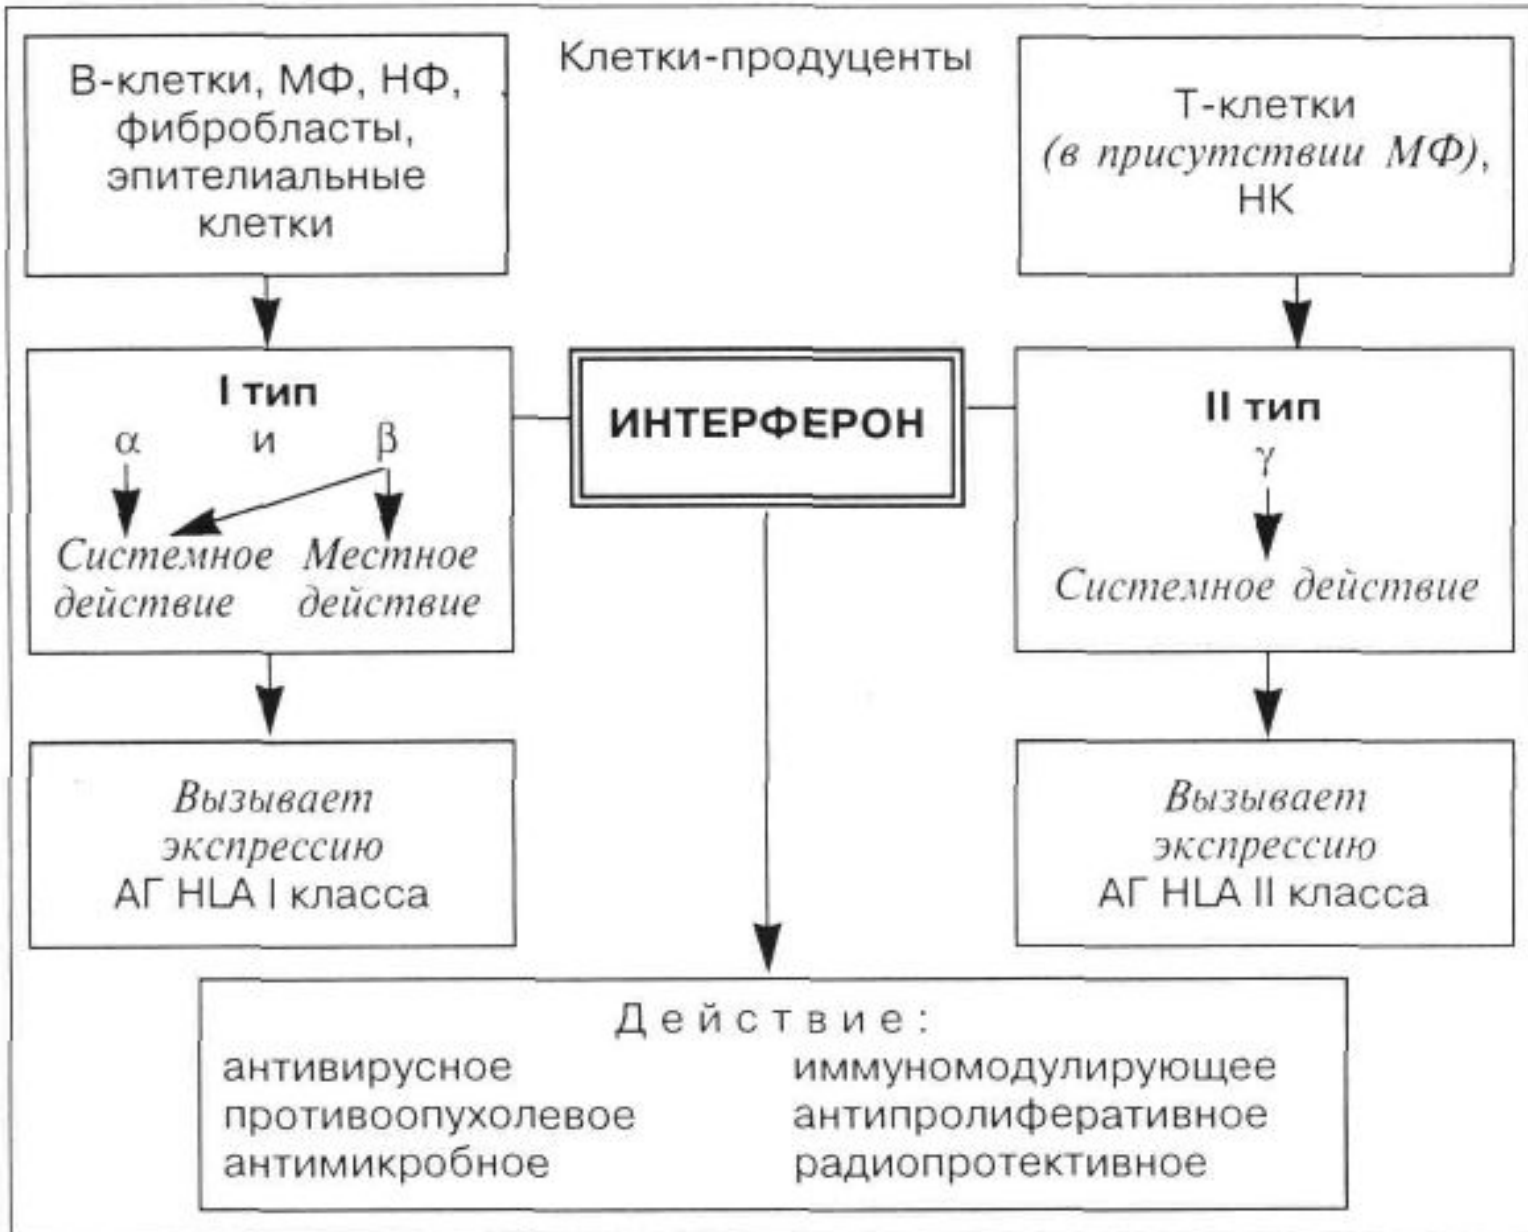 Клетки-продуценты
В-клетки, МФ, НФ,
фибробласты,
эпителиальные
клетки
Т-клетки
(в присутствии МФ),
НК
I тип
α и β
Системное действие
Местное действие
ИНТЕРФЕРОН
II тип
γ
Системное действие
Вызывает
экспрессию
АГ HLA I класса
Вызывает
экспрессию
АГ HLA II класса
Действие:
антивирусное
противоопухолевое
антимикробное
иммуномодулирующее
антипролиферативное
радиопротективное